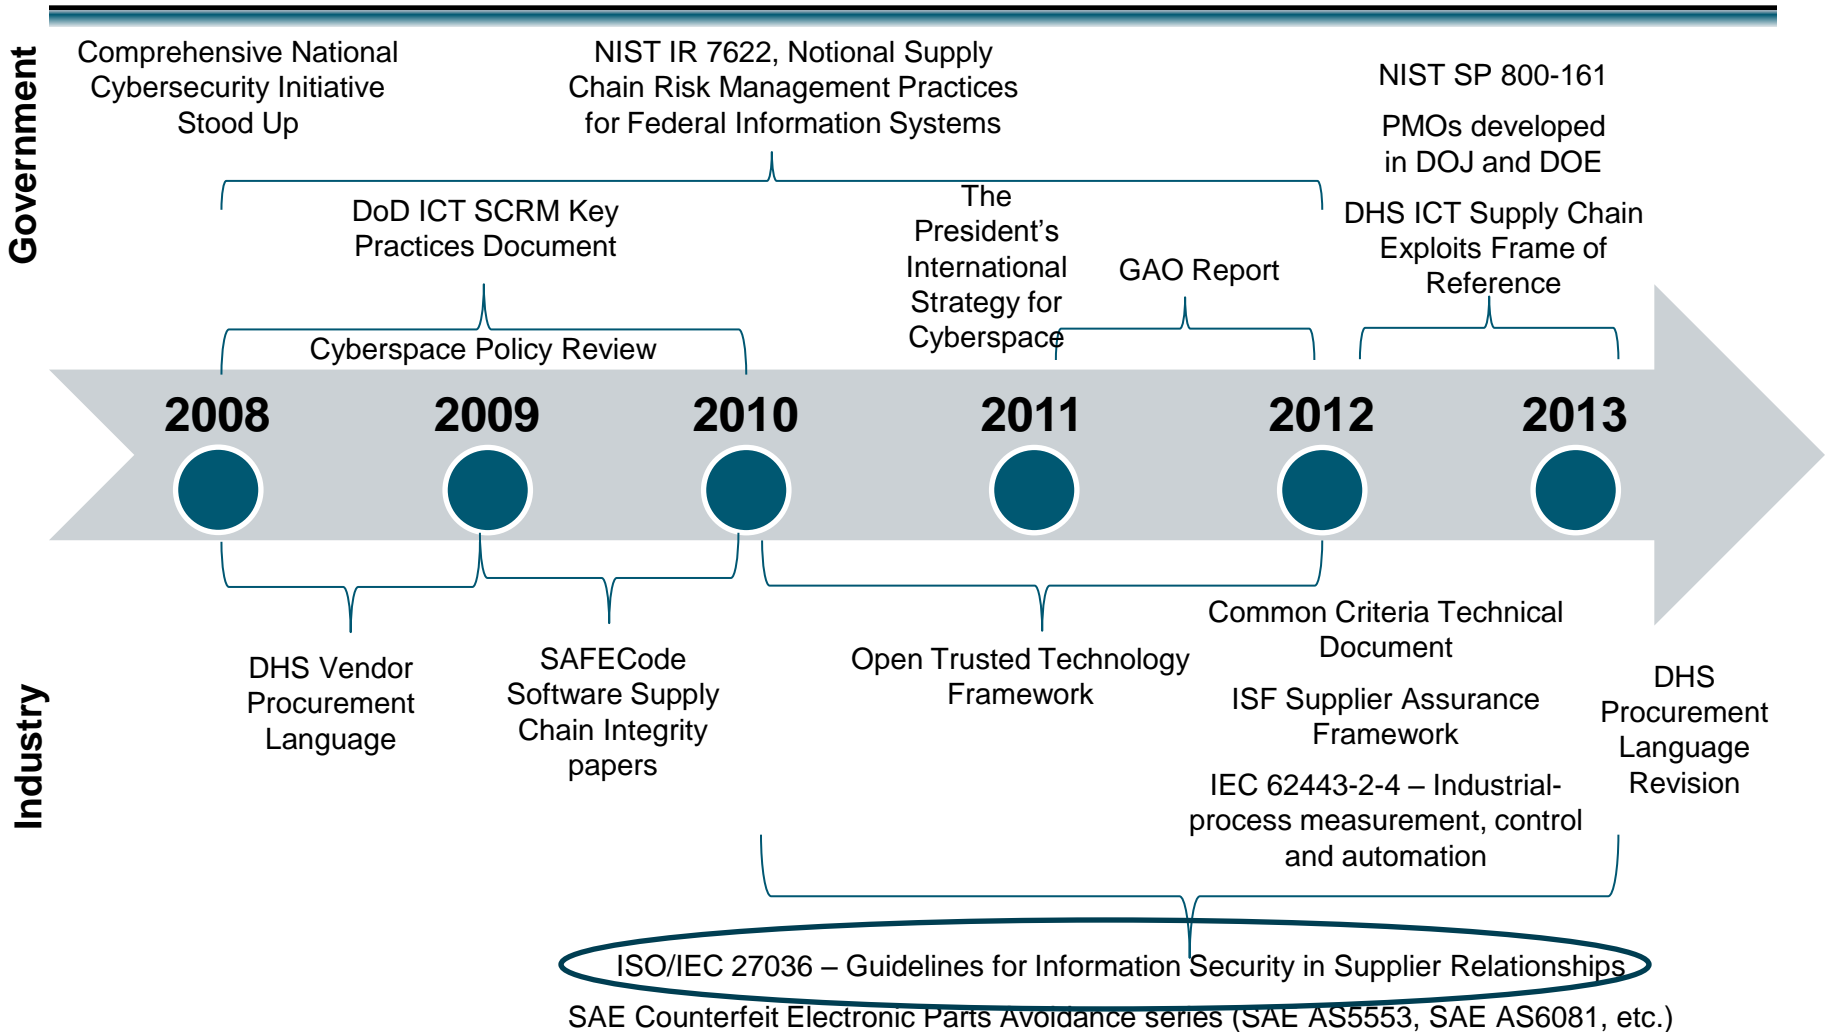 Government
Comprehensive National
Cybersecurity Initiative
Stood Up
NIST IR 7622, Notional Supply
Chain Risk Management Practices
for Federal Information Systems
NIST SP 800-161
PMOs developed
in DOJ and DOE
DHS ICT Supply Chain
Exploits Frame of
Reference
DoD ICT SCRM Key
Practices Document
The
President’s
International
Strategy for
Cyberspace
GAO Report
Cyberspace Policy Review
2008
2009
2010
2011
2012
2013
Industry
DHS Vendor
Procurement
Language
SAFECode
Software Supply
Chain Integrity
papers
Open Trusted Technology
Framework
Common Criteria Technical
Document
ISF Supplier Assurance
Framework
IEC 62443-2-4 – Industrial-
process measurement, control
and automation
DHS
Procurement
Language
Revision
ISO/IEC 27036 – Guidelines for Information Security in Supplier Relationships
SAE Counterfeit Electronic Parts Avoidance series (SAE AS5553, SAE AS6081, etc.)